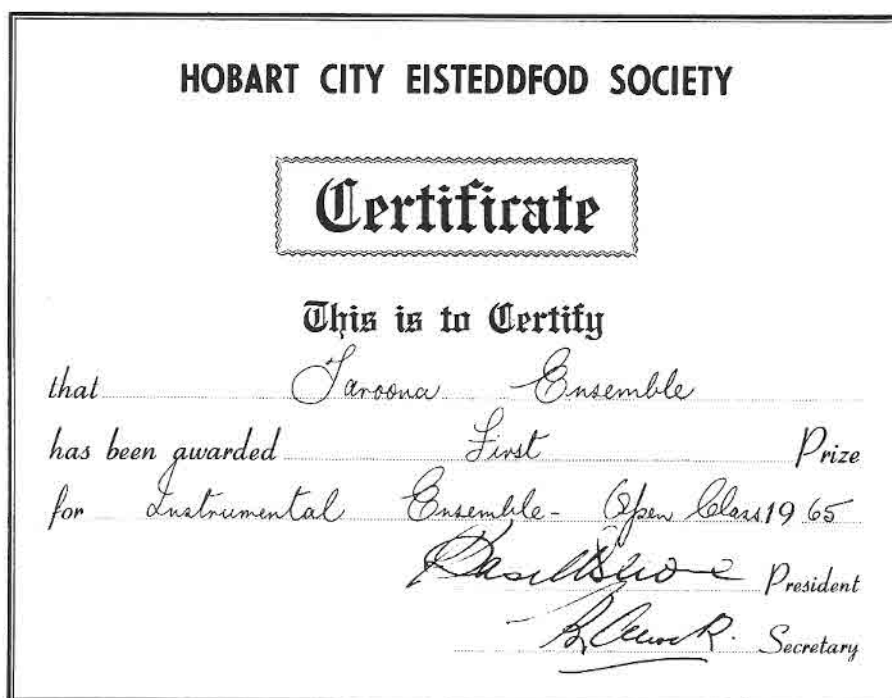 HOBART CITY EISTEDDFOD SOCIETY
Certificate
This is to Certify
that Taroona Ensemble
has been awarded First Prize
for Instrumental Ensemble - Open Class 1965
President
Secretary